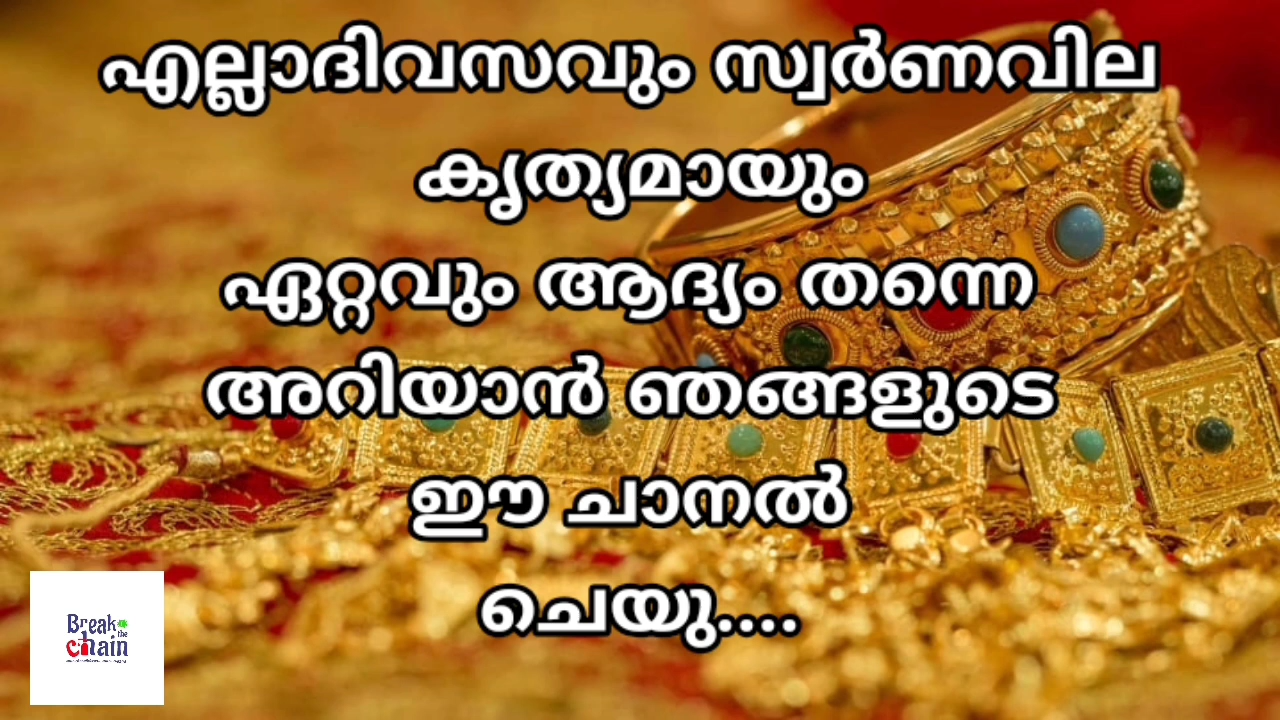 എല്ലാദിവസവും സ്വർണവില
കൃത്യമായും
ഏറ്റവും ആദ്യം തന്നെ
അറിയാൻ ഞങ്ങളുടെ
ഈ ചാനൽ
ചെയു....
Break
the
chain